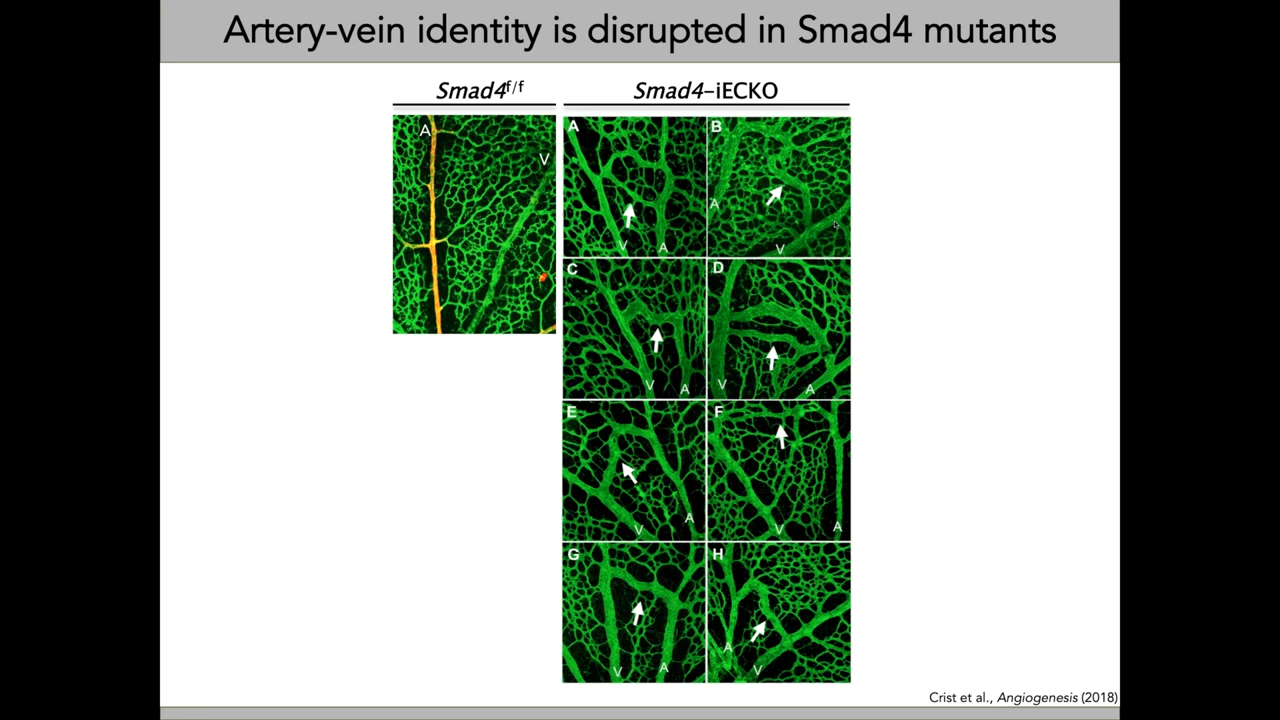 Artery-vein identity is disrupted in Smad4 mutants
Smad4f/f
Smad4–iECKO
A
V
A
V
A
B
A
V
C
V
A
D
V
A
E
V
A
F
V
A
G
V
A
H
A
V
Crist et al., Angiogenesis (2018)